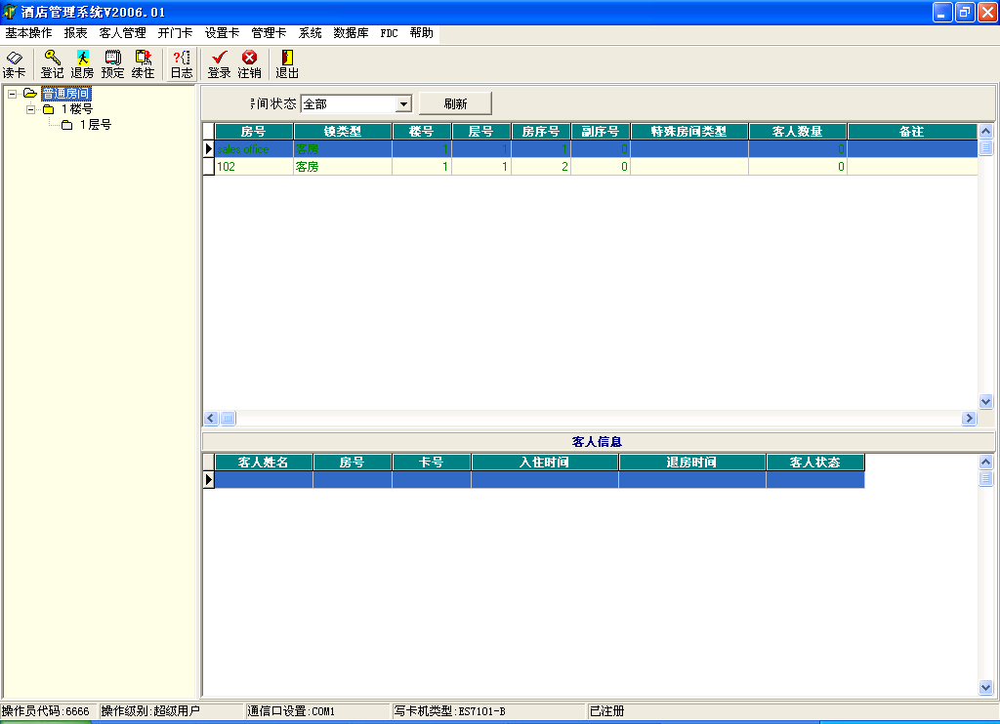 酒店管理系统V2006.01
基本操作 报表 客人管理 开门卡 设置卡 管理卡 系统 数据库 FDC 帮助
读卡 登记 退房 预定 续住 日志 登录 注销 退出
普通房间
1楼号
1层号
房间状态 全部 刷新
房号 锁类型 楼号 层号 房序号 副序号 特殊房间类型 客人数量 备注
sales office 客房 1 1 1 0 0
102 客房 1 1 2 0 0
客人信息
客人姓名 房号 卡号 入住时间 退房时间 客人状态
操作员代码:6666 操作级别:超级用户 通信口设置:COM1 写卡机类型:ES7101-B 已注册